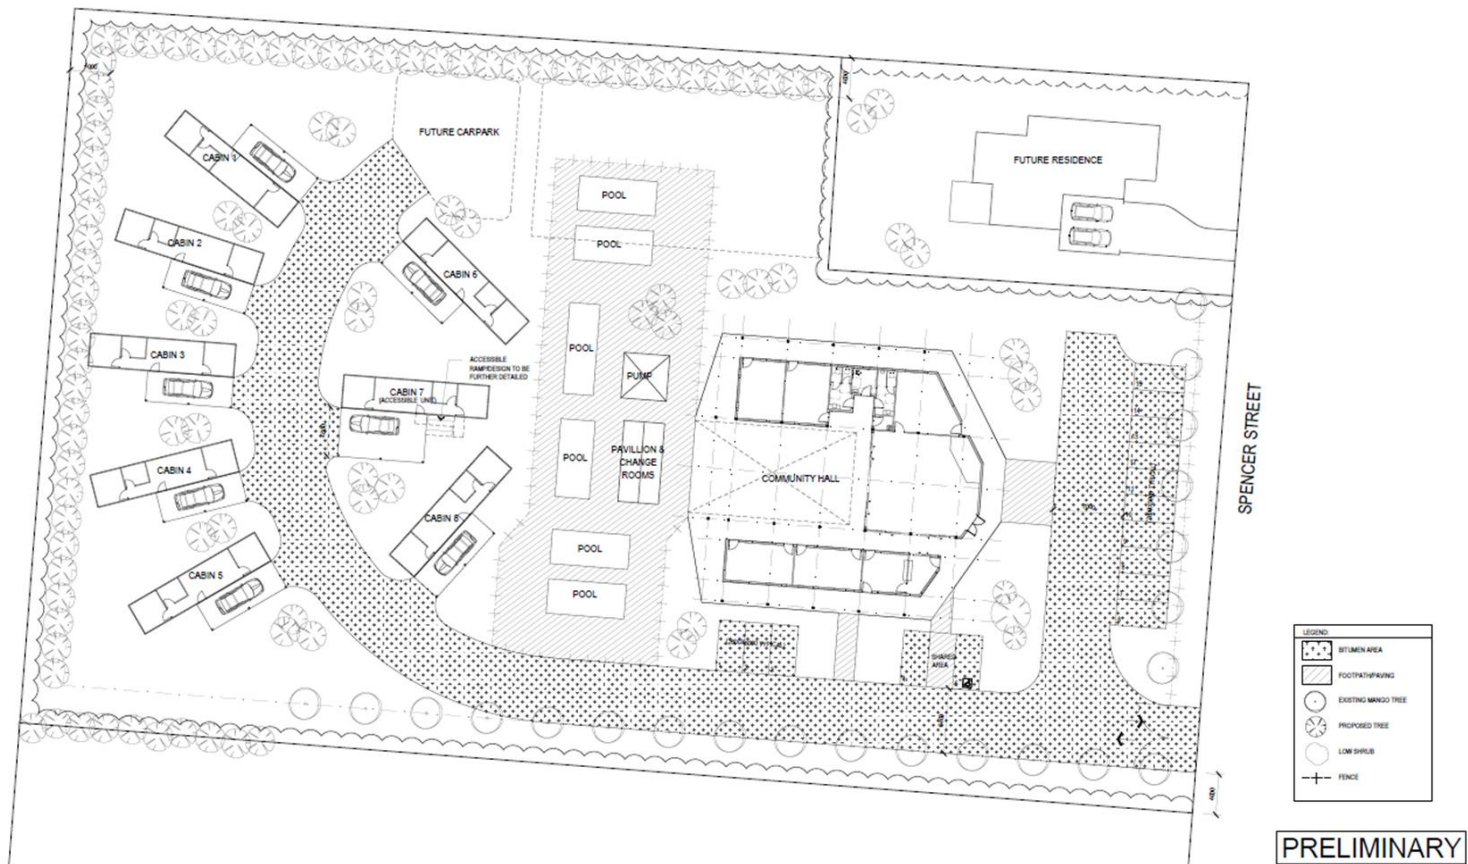 FUTURE CARPARK
FUTURE RESIDENCE
CABIN 1
CABIN 2
CABIN 3
CABIN 4
CABIN 5
CABIN 6
ACCESSIBLE
RAMP/DESIGN TO BE
FURTHER DETAILED
CABIN 7
(ACCESSIBLE UNIT)
CABIN 8
POOL
POOL
POOL
PUMP
POOL
PAVILLION &
CHANGE
ROOMS
POOL
POOL
COMMUNITY HALL
SHARED
AREA
SPENCER STREET
LEGEND
BITUMEN AREA
FOOTPATH/PAVING
EXISTING MANGO TREE
PROPOSED TREE
LOW SHRUB
FENCE
PRELIMINARY